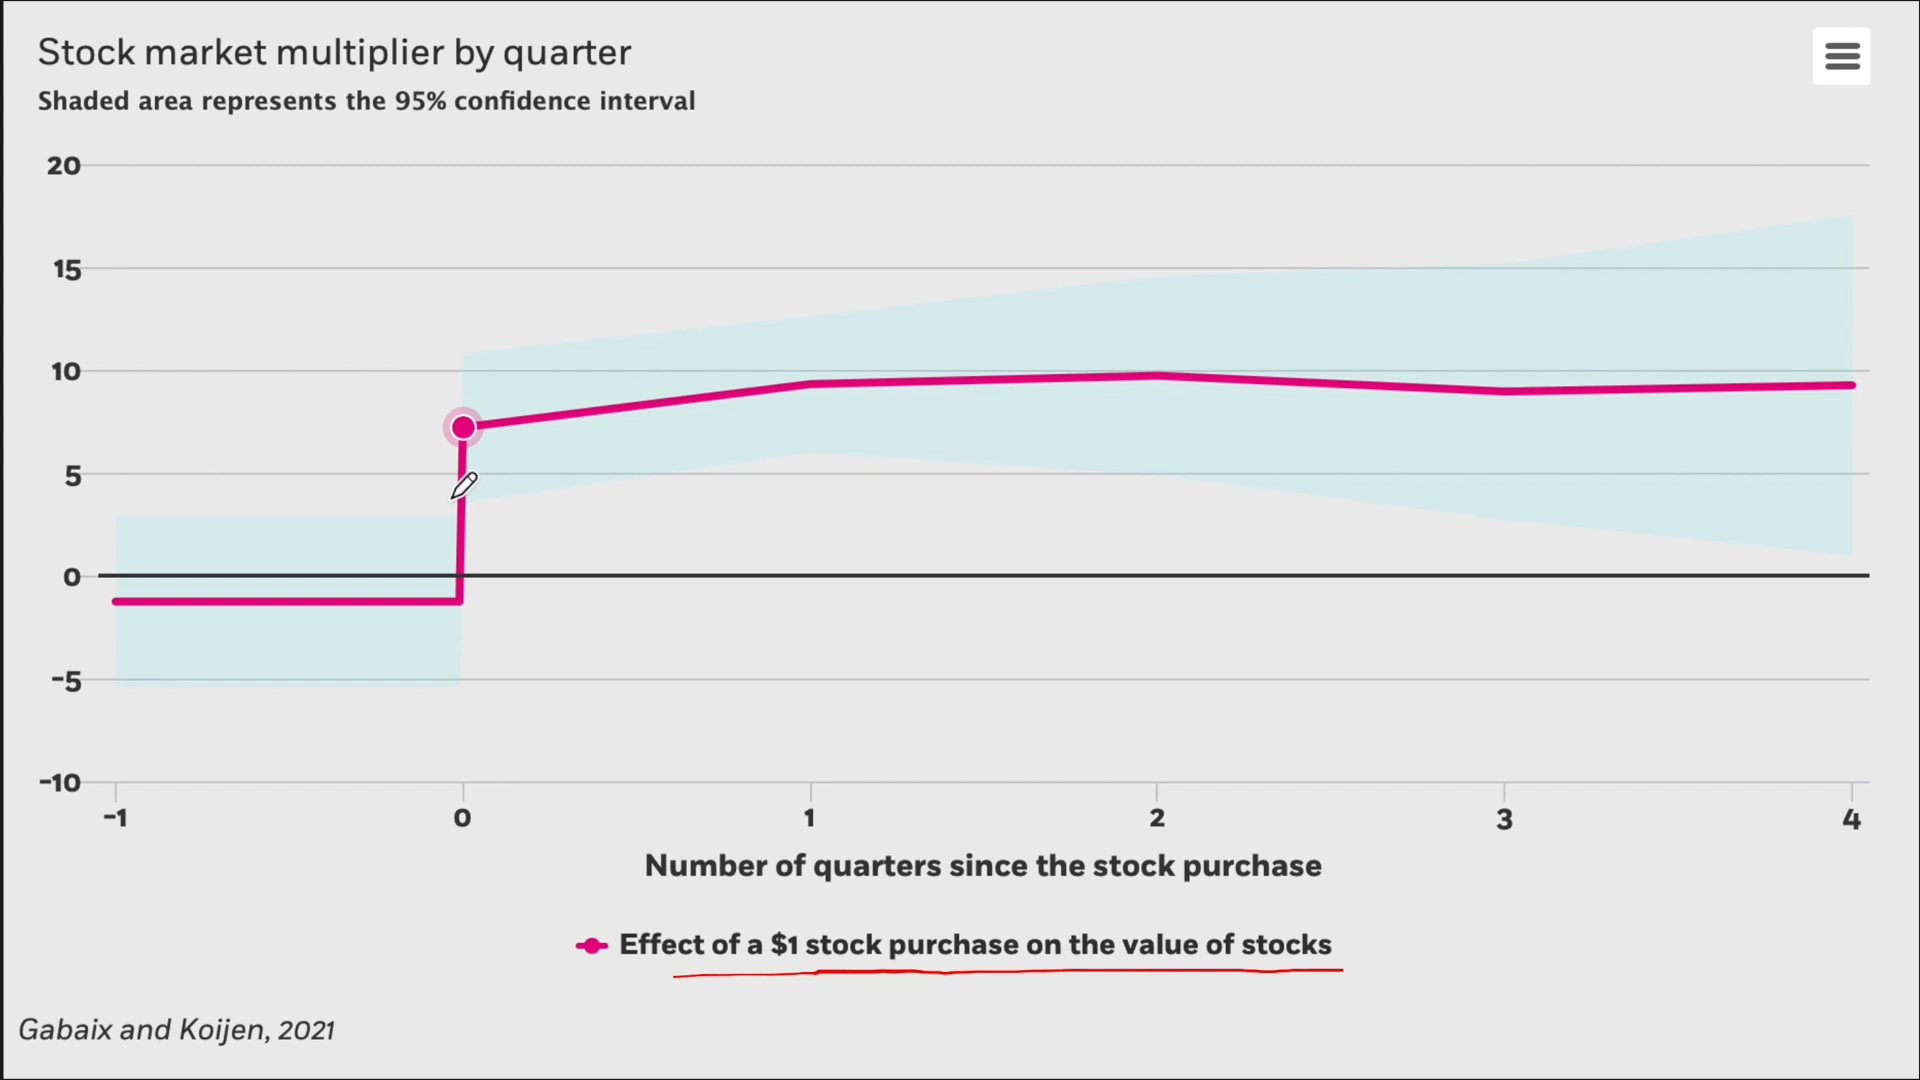 Stock market multiplier by quarter
Shaded area represents the 95% confidence interval
20
15
10
5
0
-5
-10
-1 0 1 2 3 4
Number of quarters since the stock purchase
Effect of a $1 stock purchase on the value of stocks
Gabaix and Koijen, 2021